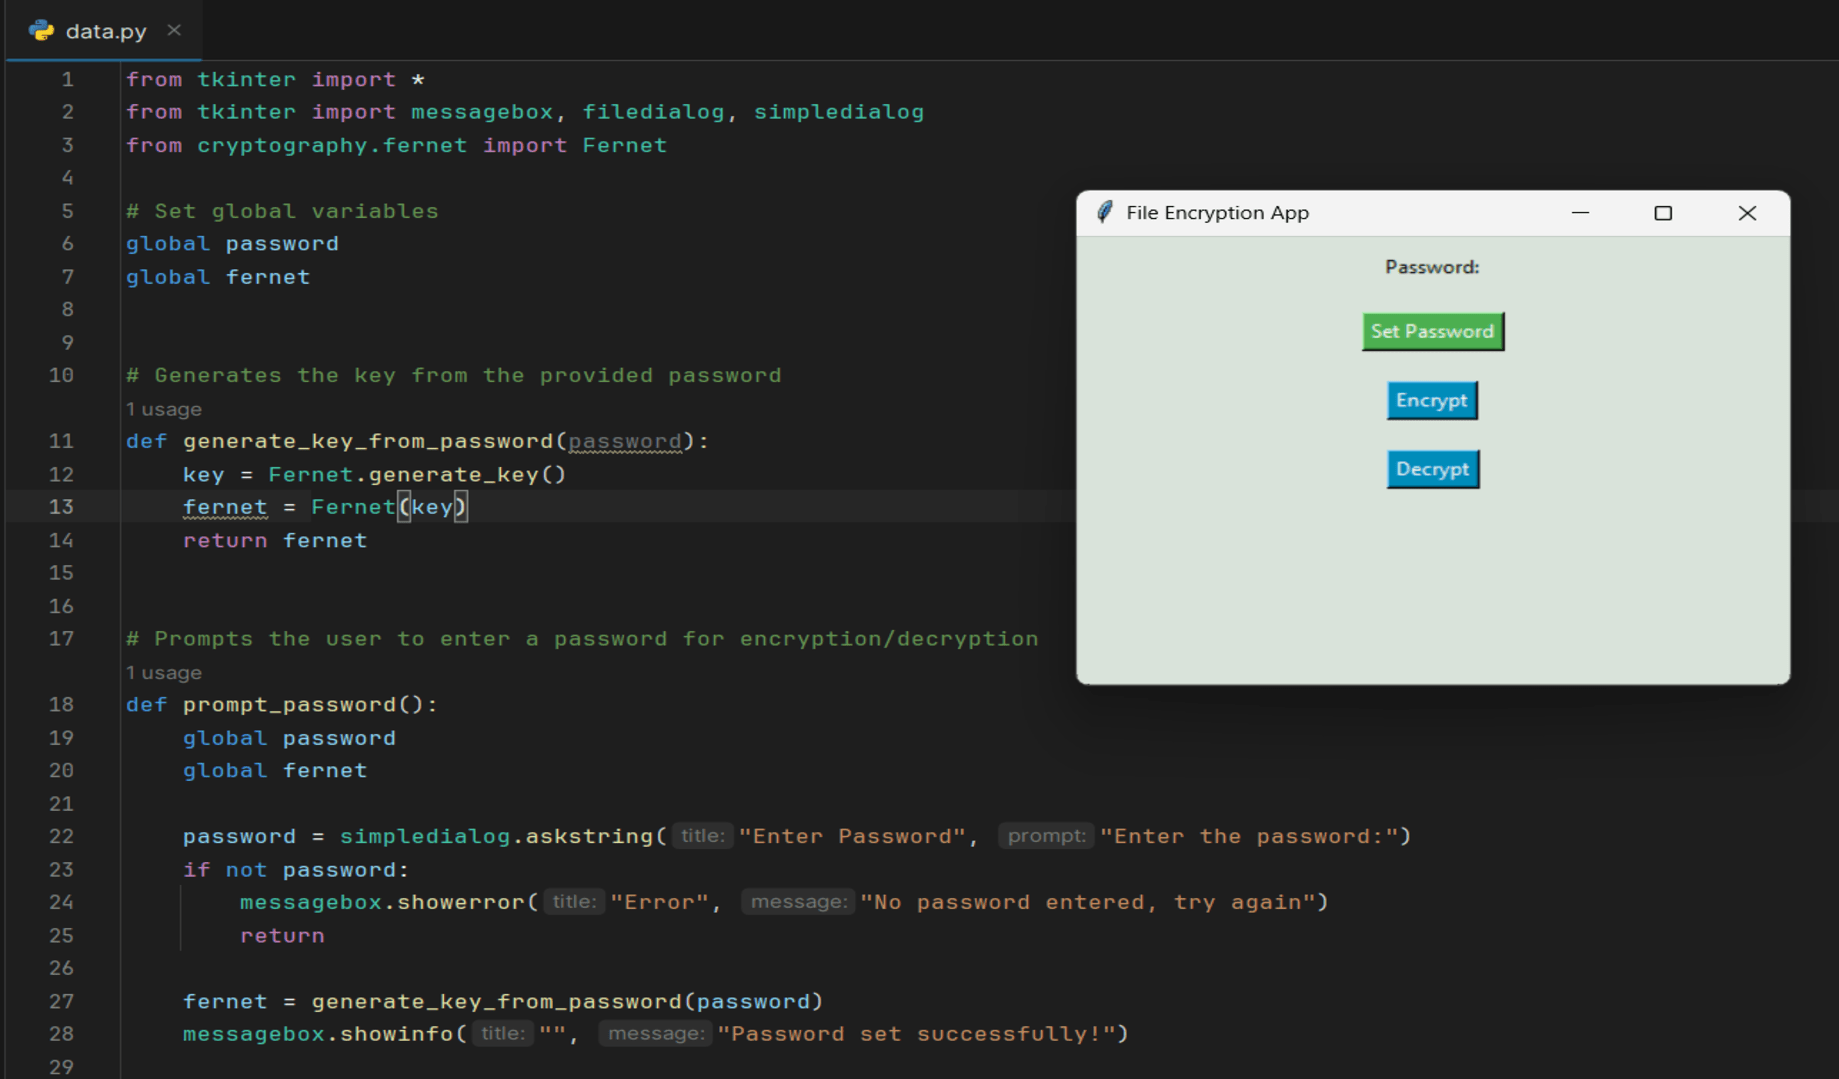 data.py
1 from tkinter import *
2 from tkinter import messagebox, filedialog, simpledialog
3 from cryptography.fernet import Fernet
4
5 # Set global variables
6 global password
7 global fernet
8
9
10 # Generates the key from the provided password
1 usage
11 def generate_key_from_password(password):
12     key = Fernet.generate_key()
13     fernet = Fernet(key)
14     return fernet
15
16
17 # Prompts the user to enter a password for encryption/decryption
1 usage
18 def prompt_password():
19     global password
20     global fernet
21
22     password = simpledialog.askstring( title: "Enter Password", prompt: "Enter the password:")
23     if not password:
24         messagebox.showerror( title: "Error", message: "No password entered, try again")
25         return
26
27     fernet = generate_key_from_password(password)
28     messagebox.showinfo( title: "", message: "Password set successfully!")
29
File Encryption App
Password:
Set Password
Encrypt
Decrypt